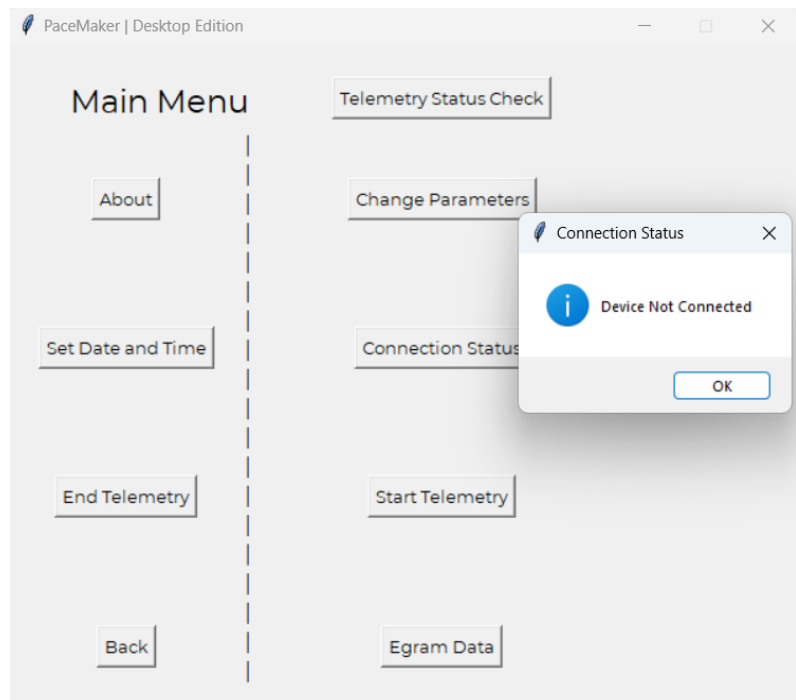 PaceMaker | Desktop Edition
Main Menu
Telemetry Status Check
About
Change Parameters
Connection Status
Device Not Connected
OK
Set Date and Time
Connection Status
End Telemetry
Start Telemetry
Back
Egram Data